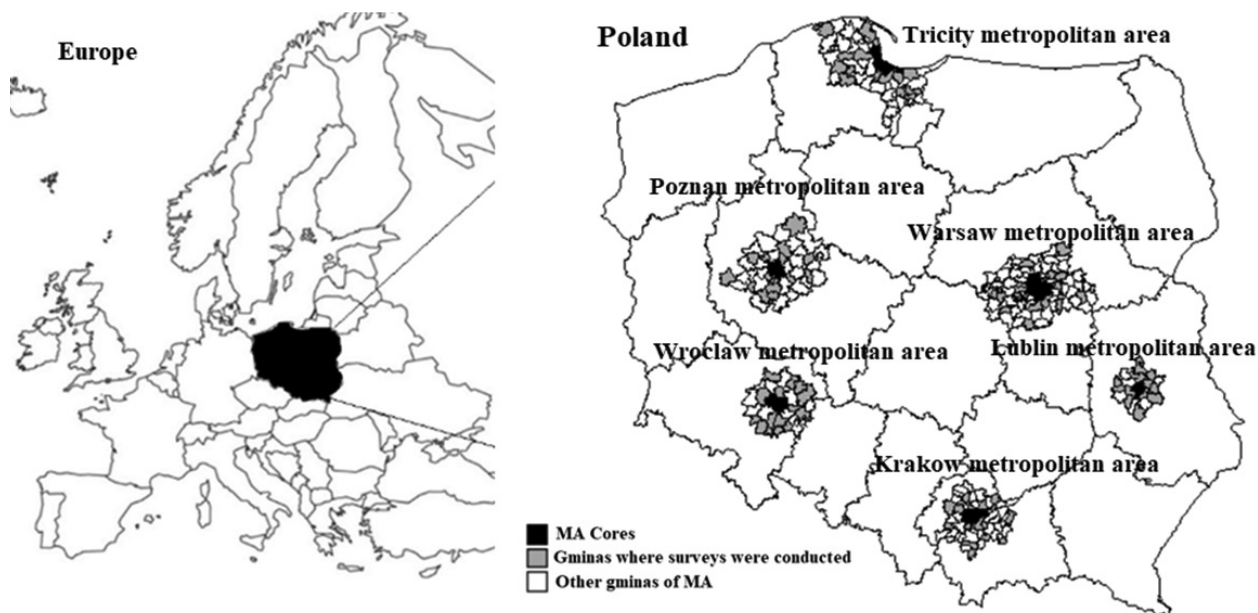 Europe
Poland
Tricity metropolitan area
Poznan metropolitan area
Warsaw metropolitan area
Wroclaw metropolitan area
Lublin metropolitan area
Krakow metropolitan area
MA Cores
Gminas where surveys were conducted
Other gminas of MA